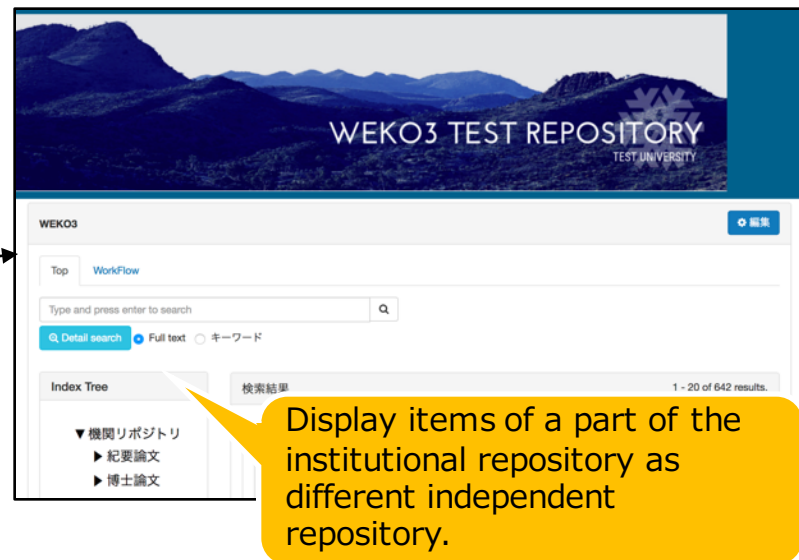 WEKO3 TEST REPOSITORY
TEST UNIVERSITY
WEKO3
編集
Top WorkFlow
Type and press enter to search
Detail search Full text キーワード
Index Tree
検索結果 1 - 20 of 642 results.
▼機関リポジトリ
▶紀要論文
▶博士論文
Display items of a part of the
institutional repository as
different independent
repository.